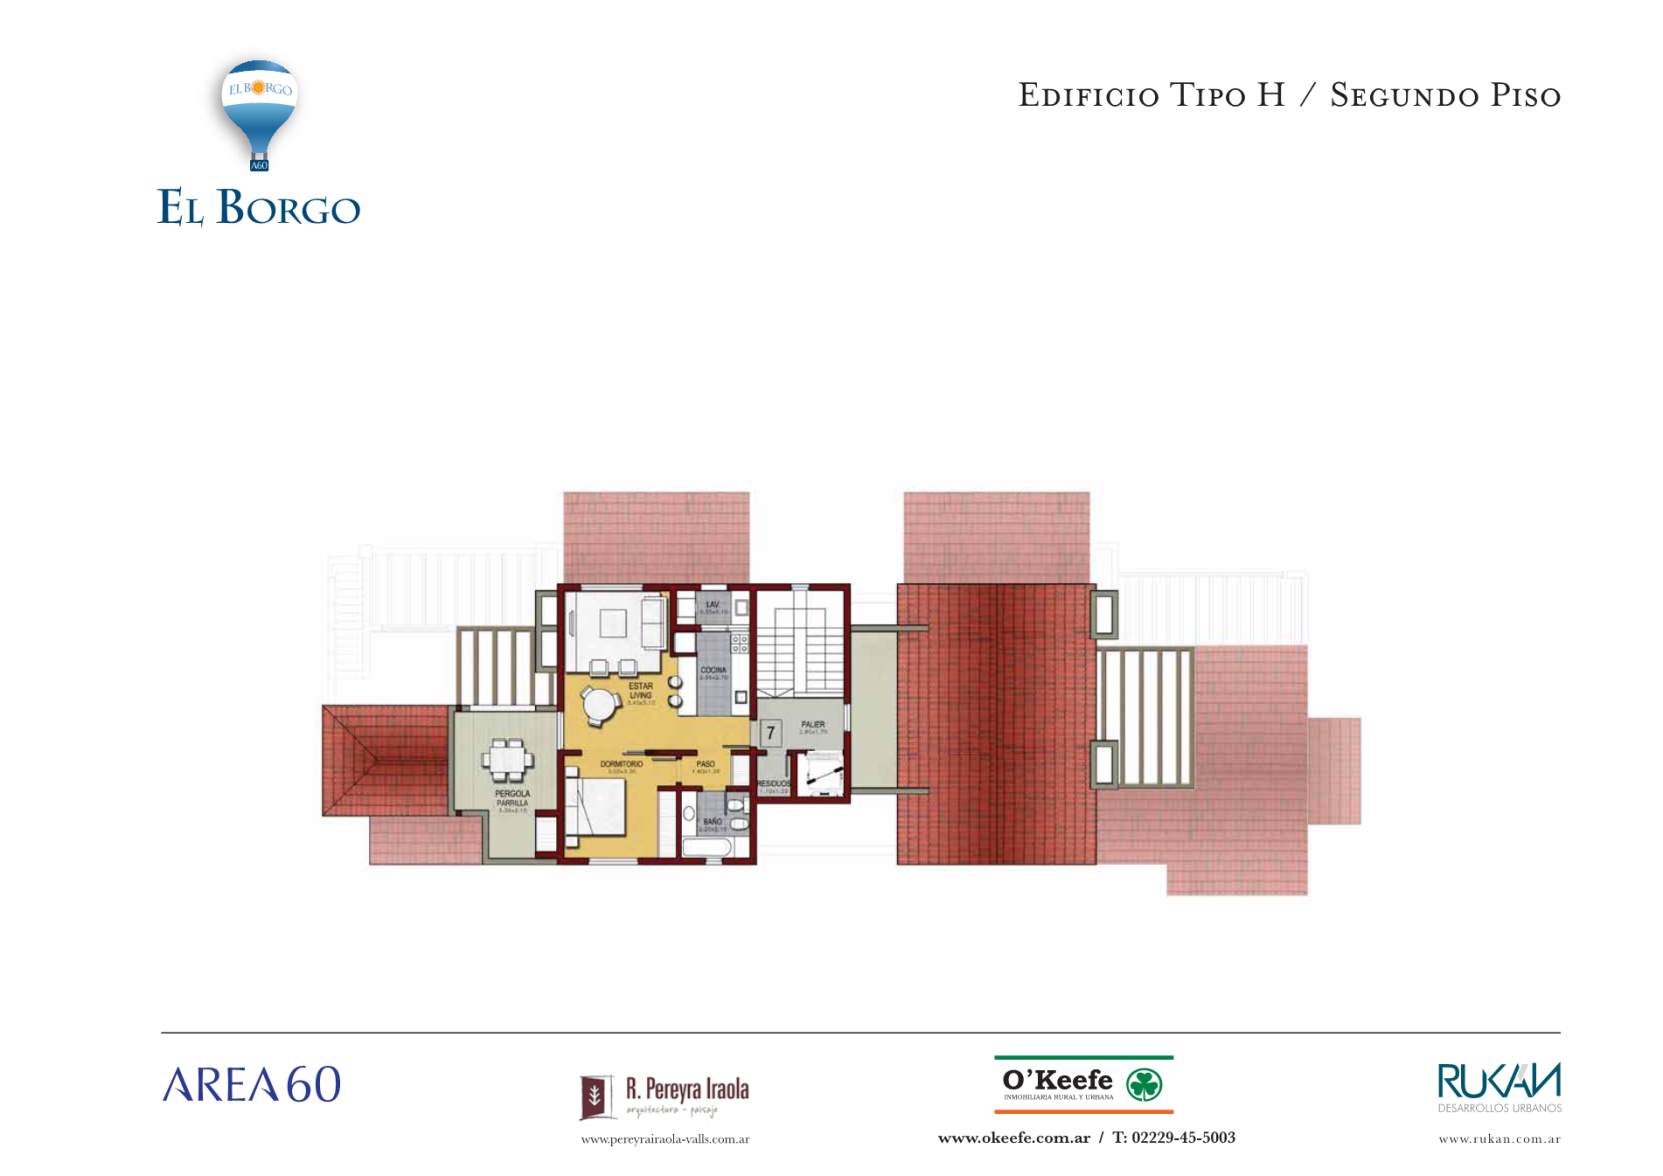 EL BORGO
A60
EL BORGO
EDIFICIO TIPO H / SEGUNDO PISO
LAV.
COCINA
ESTAR
LIVING
PALIER
7
DORMITORIO
PASO
RESIDUOS
PERGOLA
PARRILLA
BAÑO
AREA60
R. Pereyra Iraola
arquitectura - paisaje
www.pereyrairaola-valls.com.ar
O'Keefe
INMOBILIARIA RURAL Y URBANA
www.okeefe.com.ar / T: 02229-45-5003
RUKAN
DESARROLLOS URBANOS
www.rukan.com.ar